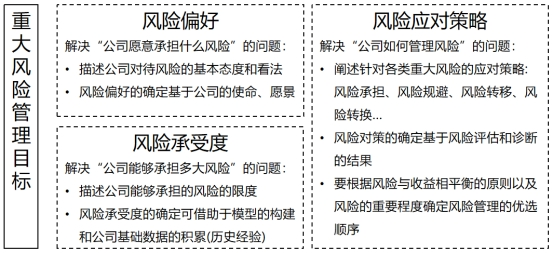 重大风险管理目标
风险偏好
解决“公司愿意承担什么风险”的问题：
• 描述公司对待风险的基本态度和看法
• 风险偏好的确定基于公司的使命、愿景
风险承受度
解决“公司能够承担多大风险”的问题：
• 描述公司能够承担的风险的限度
• 风险承受度的确定可借助于模型的构建
和公司基础数据的积累(历史经验)
风险应对策略
解决“公司如何管理风险”的问题：
• 阐述针对各类重大风险的应对策略:
风险承担、风险规避、风险转移、风
险转换...
• 风险对策的确定基于风险评估和诊断
的结果
• 要根据风险与收益相平衡的原则以及
风险的重要程度确定风险管理的优选
顺序